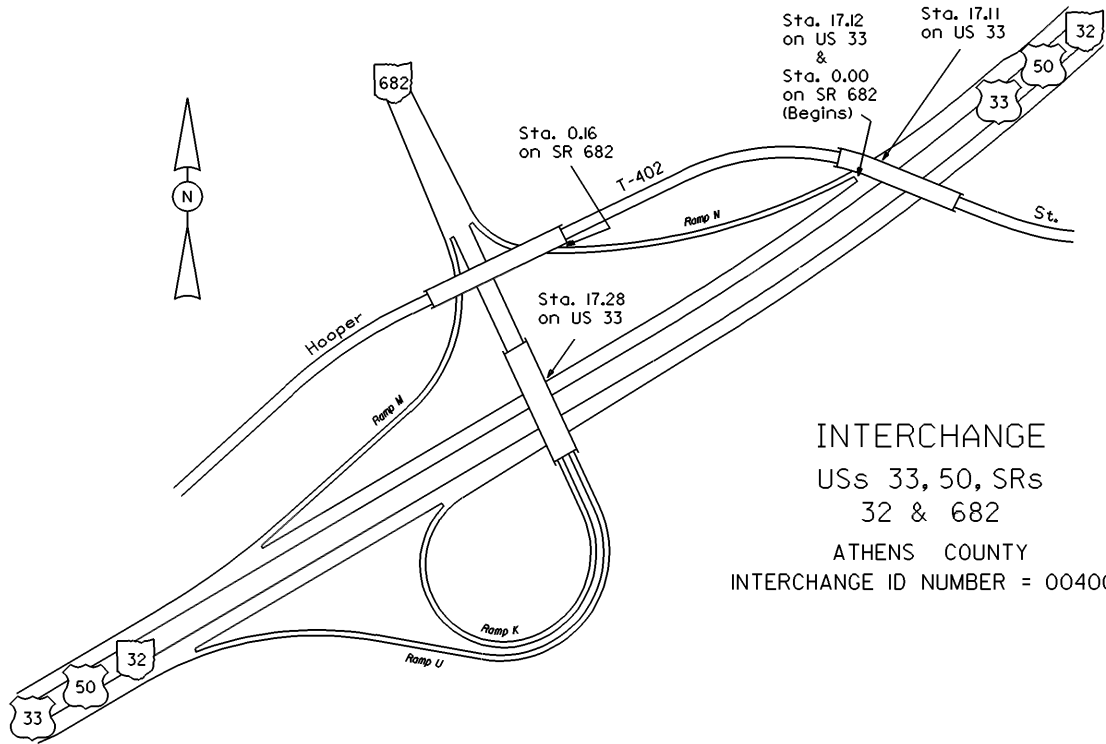 Sta. 17.12
on US 33
&
Sta. 0.00
on SR 682
(Begins)
Sta. 17.11
on US 33
32
50
33
682
N
Sta. 0.16
on SR 682
T-402
Ramp N
St.
Sta. 17.28
on US 33
Hooper
Ramp M
INTERCHANGE
USs 33, 50, SRs
32 & 682
ATHENS COUNTY
INTERCHANGE ID NUMBER = 00400
Ramp K
Ramp U
32
50
33